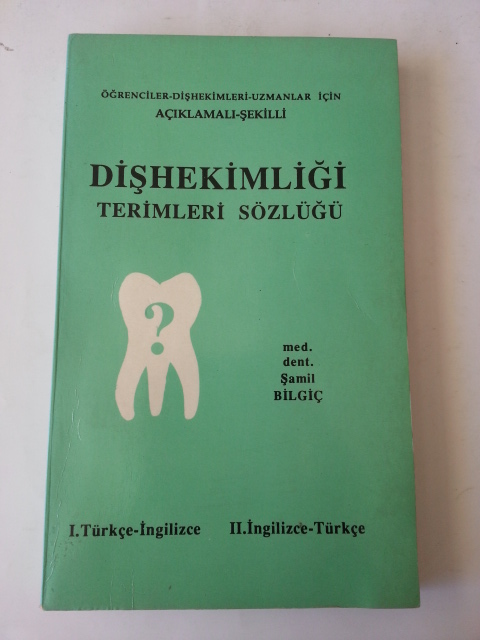 ÖĞRENCİLER-DİŞHEKİMLERİ-UZMANLAR İÇİN
AÇIKLAMALI-ŞEKİLLİ
DİŞHEKİMLİĞİ
TERİMLERİ SÖZLÜĞÜ
?
med.
dent.
Şamil
BİLGİÇ
I.Türkçe-İngilizce II.İngilizce-Türkçe